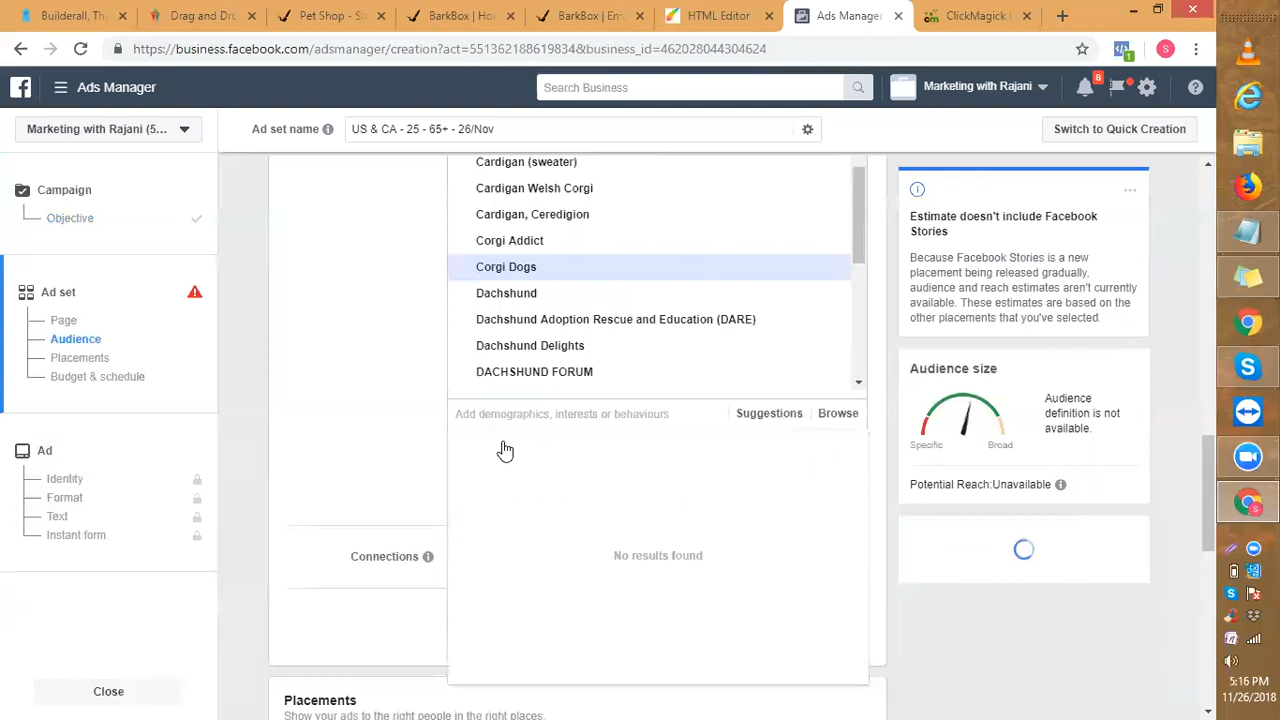 Builderall, Th
Drag and Dro
Pet Shop - S
BarkBox | Ho
BarkBox | Em
HTML Editor
Ads Manager
ClickMagick
https://business.facebook.com/adsmanager/creation?act=551362188619834&business_id=462028044304624
S
1
Ads Manager
Search Business
Marketing with Rajani
8
Marketing with Rajani (5...
Ad set name
US & CA - 25 - 65+ - 26/Nov
Switch to Quick Creation
Campaign
Objective
Ad set
Page
Audience
Placements
Budget & schedule
Ad
Identity
Format
Text
Instant form
Close
Cardigan (sweater)
Cardigan Welsh Corgi
Cardigan, Ceredigion
Corgi Addict
Corgi Dogs
Dachshund
Dachshund Adoption Rescue and Education (DARE)
Dachshund Delights
DACHSHUND FORUM
Add demographics, interests or behaviours
Suggestions
Browse
No results found
Connections
Placements
Show your ads to the right people in the right places.
Estimate doesn't include Facebook
Stories
Because Facebook Stories is a new
placement being released gradually,
audience and reach estimates aren't currently
available. These estimates are based on the
other placements that you've selected.
Audience size
Specific
Broad
Audience
definition is not
available.
Potential Reach:Unavailable
5:16 PM
11/26/2018